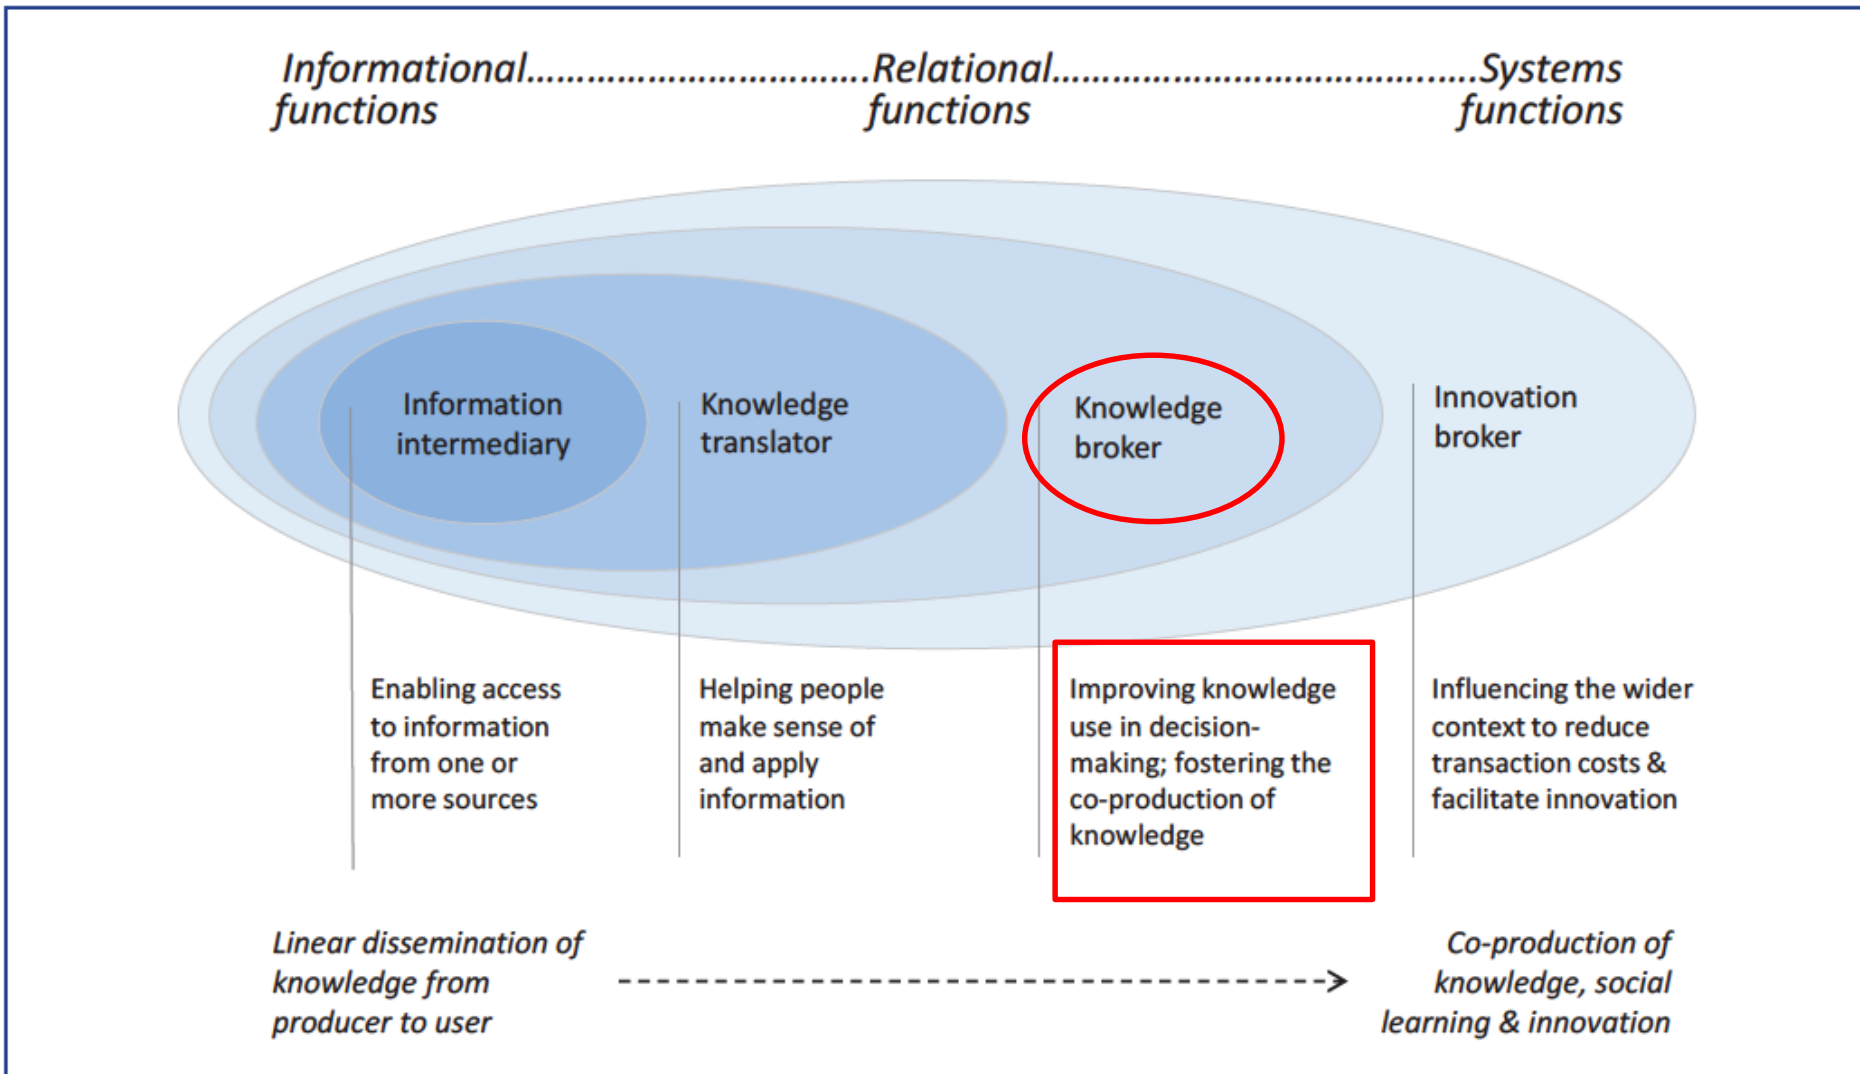 Informational……………………………Relational………………………………..….Systems
functions functions functions
Information
intermediary
Knowledge
translator
Knowledge
broker
Innovation
broker
Enabling access
to information
from one or
more sources
Helping people
make sense of
and apply
information
Improving knowledge
use in decision-
making; fostering the
co-production of
knowledge
Influencing the wider
context to reduce
transaction costs &
facilitate innovation
Linear dissemination of
knowledge from
producer to user
Co-production of
knowledge, social
learning & innovation